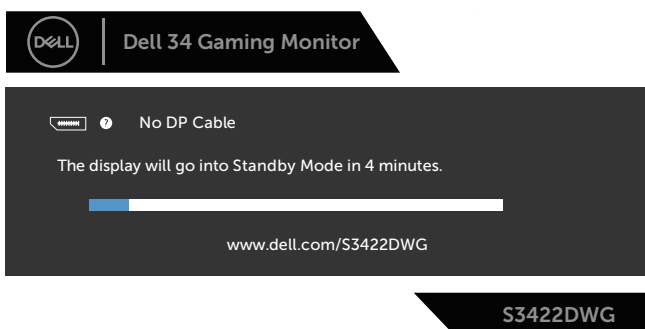 DELL
Dell 34 Gaming Monitor
? No DP Cable
The display will go into Standby Mode in 4 minutes.
www.dell.com/S3422DWG
S3422DWG